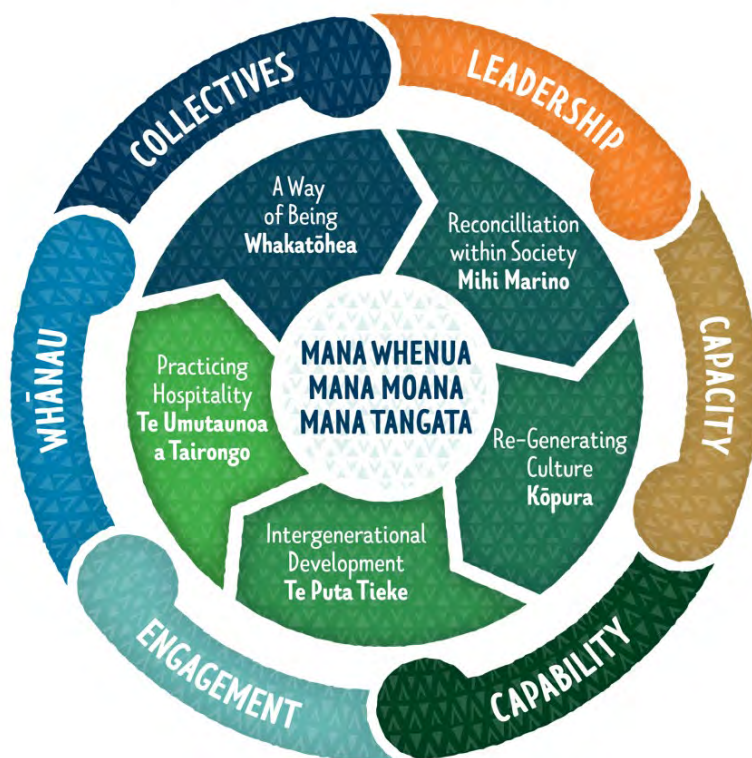 COLLECTIVES
LEADERSHIP
CAPACITY
CAPABILITY
ENGAGEMENT
WHĀNAU
A Way
of Being
Whakatōhea
Reconcilliation
within Society
Mihi Marino
Re-Generating
Culture
Kōpura
Intergenerational
Development
Te Puta Tieke
Practicing
Hospitality
Te Umutaunoa
a Tairongo
MANA WHENUA
MANA MOANA
MANA TANGATA